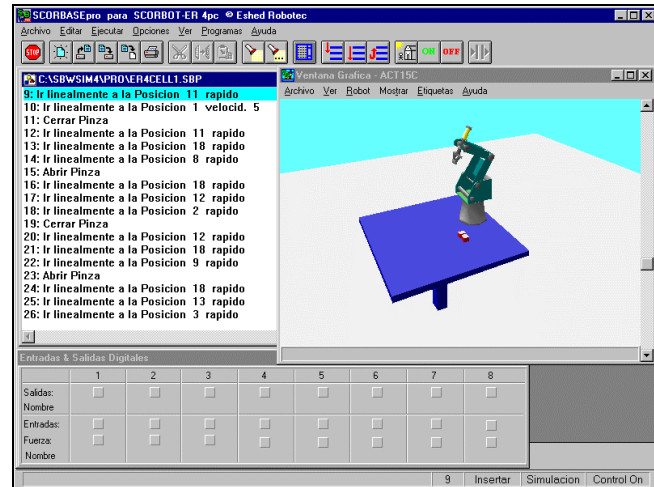 SCORBASEpro para SCORBOT-ER 4pc © Eshed Robotec
Archivo Editar Ejecutar Opciones Ver Programas Ayuda
STOP ON OFF
C:\SBWSIM4\PRO\ER4CELL1.SBP
9: Ir linealmente a la Posicion 11 rapido
10: Ir linealmente a la Posicion 1 velocid. 5
11: Cerrar Pinza
12: Ir linealmente a la Posicion 11 rapido
13: Ir linealmente a la Posicion 18 rapido
14: Ir linealmente a la Posicion 8 rapido
15: Abrir Pinza
16: Ir linealmente a la Posicion 18 rapido
17: Ir linealmente a la Posicion 12 rapido
18: Ir linealmente a la Posicion 2 rapido
19: Cerrar Pinza
20: Ir linealmente a la Posicion 12 rapido
21: Ir linealmente a la Posicion 18 rapido
22: Ir linealmente a la Posicion 9 rapido
23: Abrir Pinza
24: Ir linealmente a la Posicion 18 rapido
25: Ir linealmente a la Posicion 13 rapido
26: Ir linealmente a la Posicion 3 rapido
Ventana Grafica - ACT15C
Archivo Ver Robot Mostrar Etiquetas Ayuda
Entradas & Salidas Digitales
1 2 3 4 5 6 7 8
Salidas:
Nombre
Entradas:
Fuerza:
Nombre
9 Insertar Simulacion Control On